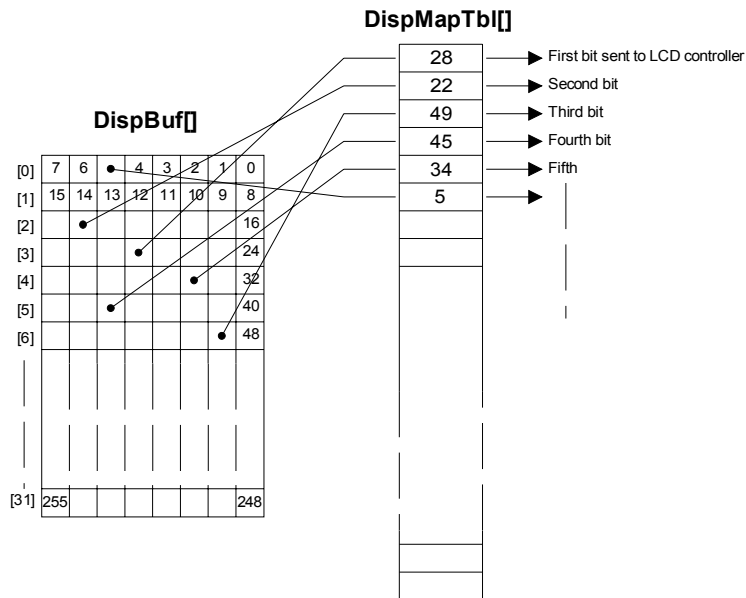 DispMapTbl[]
28 First bit sent to LCD controller
22 Second bit
49 Third bit
45 Fourth bit
34 Fifth
5
DispBuf[]
[0] 7 6 4 3 2 1 0
[1] 15 14 13 12 11 10 9 8
[2] 16
[3] 24
[4] 32
[5] 40
[6] 48
[31] 255 248